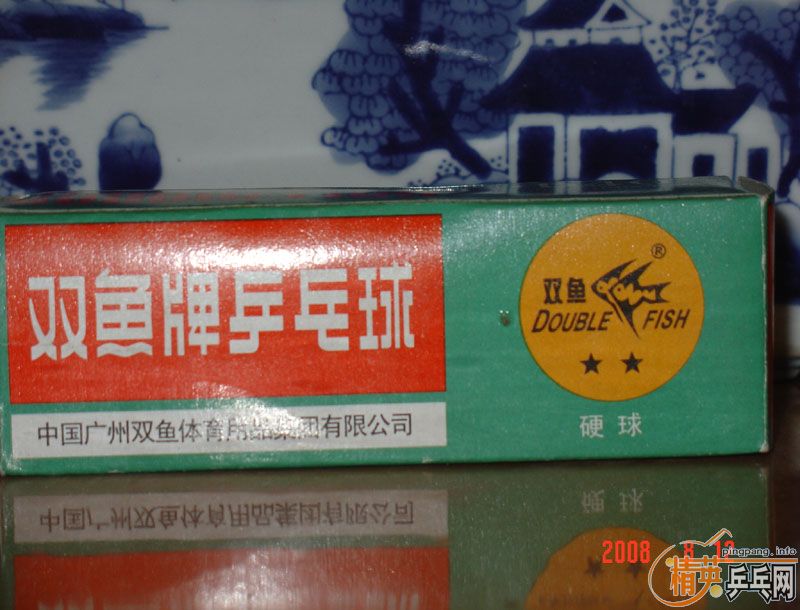 双鱼牌乒乓球
中国广州双鱼体育用品集团有限公司
双鱼
®
DOUBLE FISH
★ ★
硬球
2008 8
pingpang.info
精英乒乓网